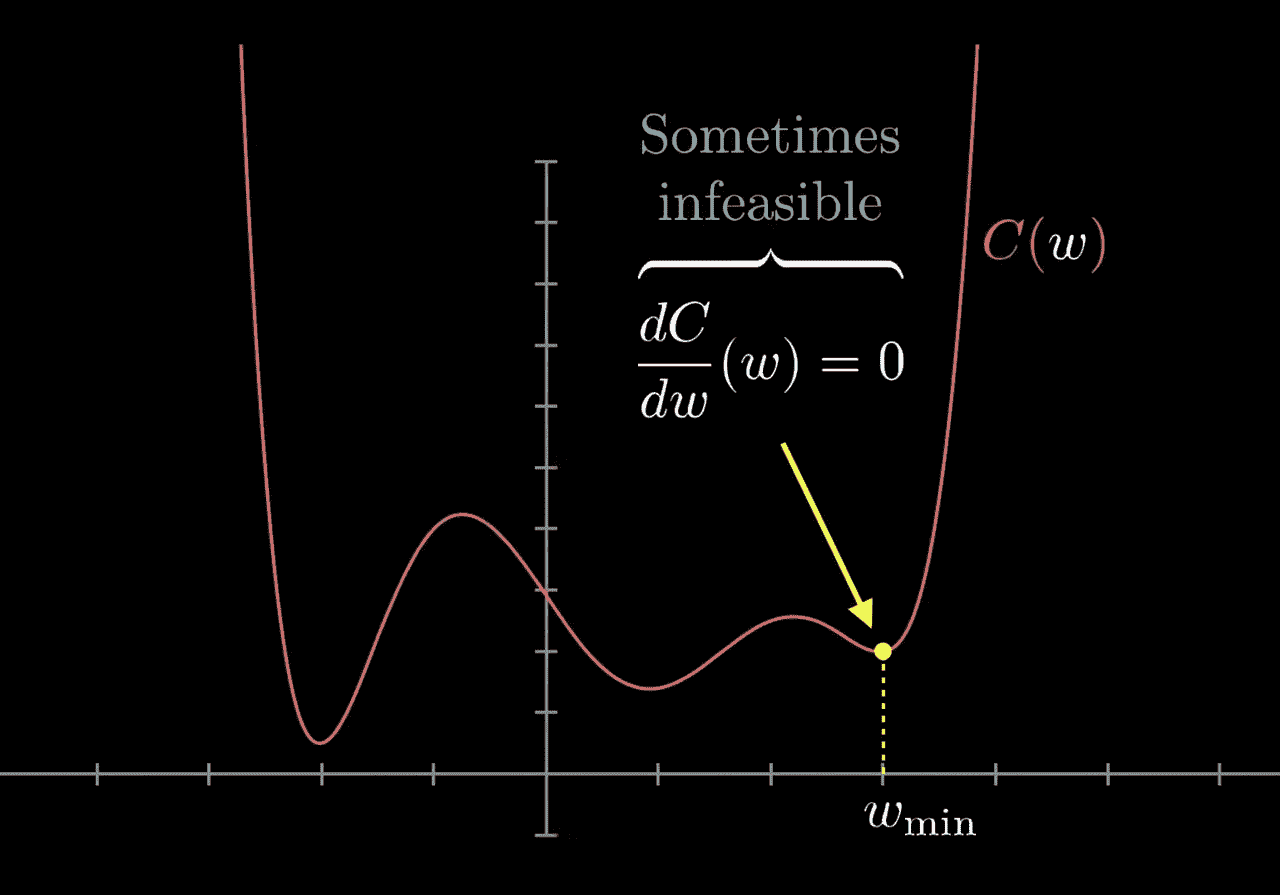 Sometimes
infeasible
C(w)
dC/dw (w) = 0
w_min